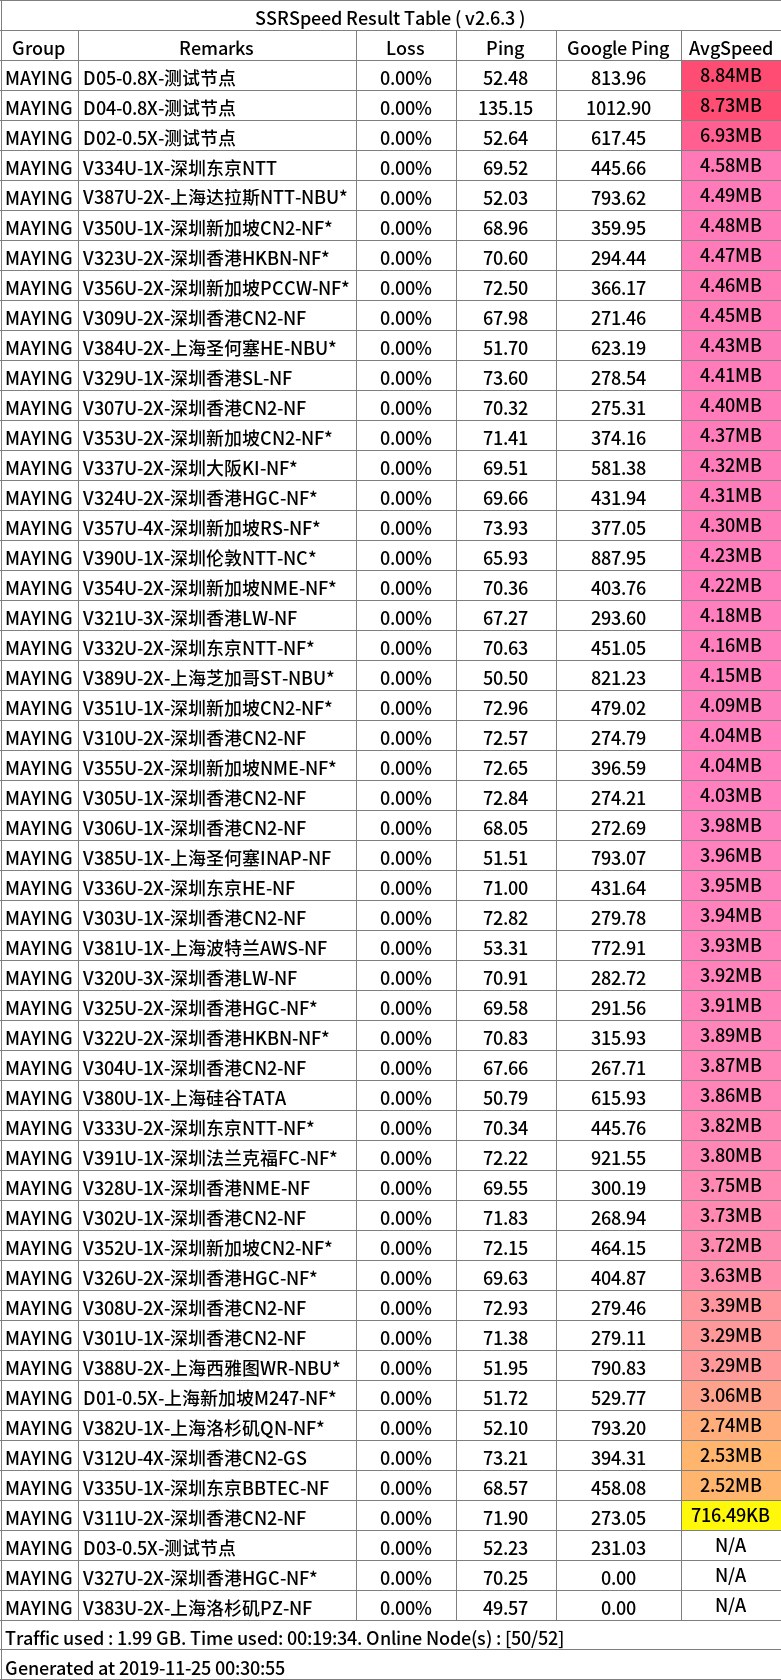 SSRSpeed Result Table ( v2.6.3 )
Group Remarks Loss Ping Google Ping AvgSpeed
MAYING D05-0.8X-测试节点 0.00% 52.48 813.96 8.84MB
MAYING D04-0.8X-测试节点 0.00% 135.15 1012.90 8.73MB
MAYING D02-0.5X-测试节点 0.00% 52.64 617.45 6.93MB
MAYING V334U-1X-深圳东京NTT 0.00% 69.52 445.66 4.58MB
MAYING V387U-2X-上海达拉斯NTT-NBU* 0.00% 52.03 793.62 4.49MB
MAYING V350U-1X-深圳新加坡CN2-NF* 0.00% 68.96 359.95 4.48MB
MAYING V323U-2X-深圳香港HKBN-NF* 0.00% 70.60 294.44 4.47MB
MAYING V356U-2X-深圳新加坡PCCW-NF* 0.00% 72.50 366.17 4.46MB
MAYING V309U-2X-深圳香港CN2-NF 0.00% 67.98 271.46 4.45MB
MAYING V384U-2X-上海圣何塞HE-NBU* 0.00% 51.70 623.19 4.43MB
MAYING V329U-1X-深圳香港SL-NF 0.00% 73.60 278.54 4.41MB
MAYING V307U-2X-深圳香港CN2-NF 0.00% 70.32 275.31 4.40MB
MAYING V353U-2X-深圳新加坡CN2-NF* 0.00% 71.41 374.16 4.37MB
MAYING V337U-2X-深圳大阪KI-NF* 0.00% 69.51 581.38 4.32MB
MAYING V324U-2X-深圳香港HGC-NF* 0.00% 69.66 431.94 4.31MB
MAYING V357U-4X-深圳新加坡RS-NF* 0.00% 73.93 377.05 4.30MB
MAYING V390U-1X-深圳伦敦NTT-NC* 0.00% 65.93 887.95 4.23MB
MAYING V354U-2X-深圳新加坡NME-NF* 0.00% 70.36 403.76 4.22MB
MAYING V321U-3X-深圳香港LW-NF 0.00% 67.27 293.60 4.18MB
MAYING V332U-2X-深圳东京NTT-NF* 0.00% 70.63 451.05 4.16MB
MAYING V389U-2X-上海芝加哥ST-NBU* 0.00% 50.50 821.23 4.15MB
MAYING V351U-1X-深圳新加坡CN2-NF* 0.00% 72.96 479.02 4.09MB
MAYING V310U-2X-深圳香港CN2-NF 0.00% 72.57 274.79 4.04MB
MAYING V355U-2X-深圳新加坡NME-NF* 0.00% 72.65 396.59 4.04MB
MAYING V305U-1X-深圳香港CN2-NF 0.00% 72.84 274.21 4.03MB
MAYING V306U-1X-深圳香港CN2-NF 0.00% 68.05 272.69 3.98MB
MAYING V385U-1X-上海圣何塞INAP-NF 0.00% 51.51 793.07 3.96MB
MAYING V336U-2X-深圳东京HE-NF 0.00% 71.00 431.64 3.95MB
MAYING V303U-1X-深圳香港CN2-NF 0.00% 72.82 279.78 3.94MB
MAYING V381U-1X-上海波特兰AWS-NF 0.00% 53.31 772.91 3.93MB
MAYING V320U-3X-深圳香港LW-NF 0.00% 70.91 282.72 3.92MB
MAYING V325U-2X-深圳香港HGC-NF* 0.00% 69.58 291.56 3.91MB
MAYING V322U-2X-深圳香港HKBN-NF* 0.00% 70.83 315.93 3.89MB
MAYING V304U-1X-深圳香港CN2-NF 0.00% 67.66 267.71 3.87MB
MAYING V380U-1X-上海硅谷TATA 0.00% 50.79 615.93 3.86MB
MAYING V333U-2X-深圳东京NTT-NF* 0.00% 70.34 445.76 3.82MB
MAYING V391U-1X-深圳法兰克福FC-NF* 0.00% 72.22 921.55 3.80MB
MAYING V328U-1X-深圳香港NME-NF 0.00% 69.55 300.19 3.75MB
MAYING V302U-1X-深圳香港CN2-NF 0.00% 71.83 268.94 3.73MB
MAYING V352U-1X-深圳新加坡CN2-NF* 0.00% 72.15 464.15 3.72MB
MAYING V326U-2X-深圳香港HGC-NF* 0.00% 69.63 404.87 3.63MB
MAYING V308U-2X-深圳香港CN2-NF 0.00% 72.93 279.46 3.39MB
MAYING V301U-1X-深圳香港CN2-NF 0.00% 71.38 279.11 3.29MB
MAYING V388U-2X-上海西雅图WR-NBU* 0.00% 51.95 790.83 3.29MB
MAYING D01-0.5X-上海新加坡M247-NF* 0.00% 51.72 529.77 3.06MB
MAYING V382U-1X-上海洛杉矶QN-NF* 0.00% 52.10 793.20 2.74MB
MAYING V312U-4X-深圳香港CN2-GS 0.00% 73.21 394.31 2.53MB
MAYING V335U-1X-深圳东京BBTEC-NF 0.00% 68.57 458.08 2.52MB
MAYING V311U-2X-深圳香港CN2-NF 0.00% 71.90 273.05 716.49KB
MAYING D03-0.5X-测试节点 0.00% 52.23 231.03 N/A
MAYING V327U-2X-深圳香港HGC-NF* 0.00% 70.25 0.00 N/A
MAYING V383U-2X-上海洛杉矶PZ-NF 0.00% 49.57 0.00 N/A
Traffic used : 1.99 GB. Time used: 00:19:34. Online Node(s) : [50/52]
Generated at 2019-11-25 00:30:55